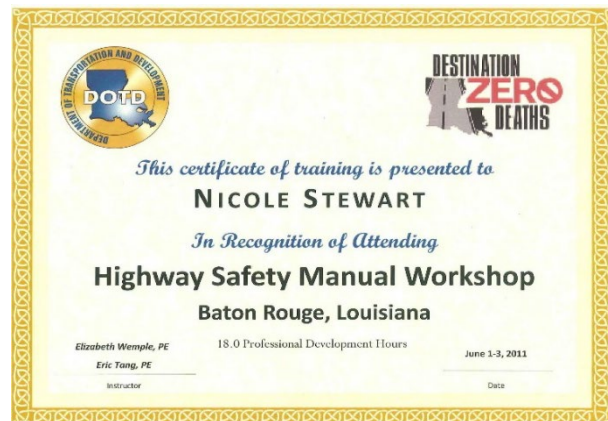 DEPARTMENT OF TRANSPORTATION AND DEVELOPMENT
DOTD
DESTINATION
ZERO
DEATHS
This certificate of training is presented to
NICOLE STEWART
In Recognition of Attending
Highway Safety Manual Workshop
Baton Rouge, Louisiana
18.0 Professional Development Hours
Elizabeth Wemple, PE
Eric Tang, PE
Instructor
June 1-3, 2011
Date